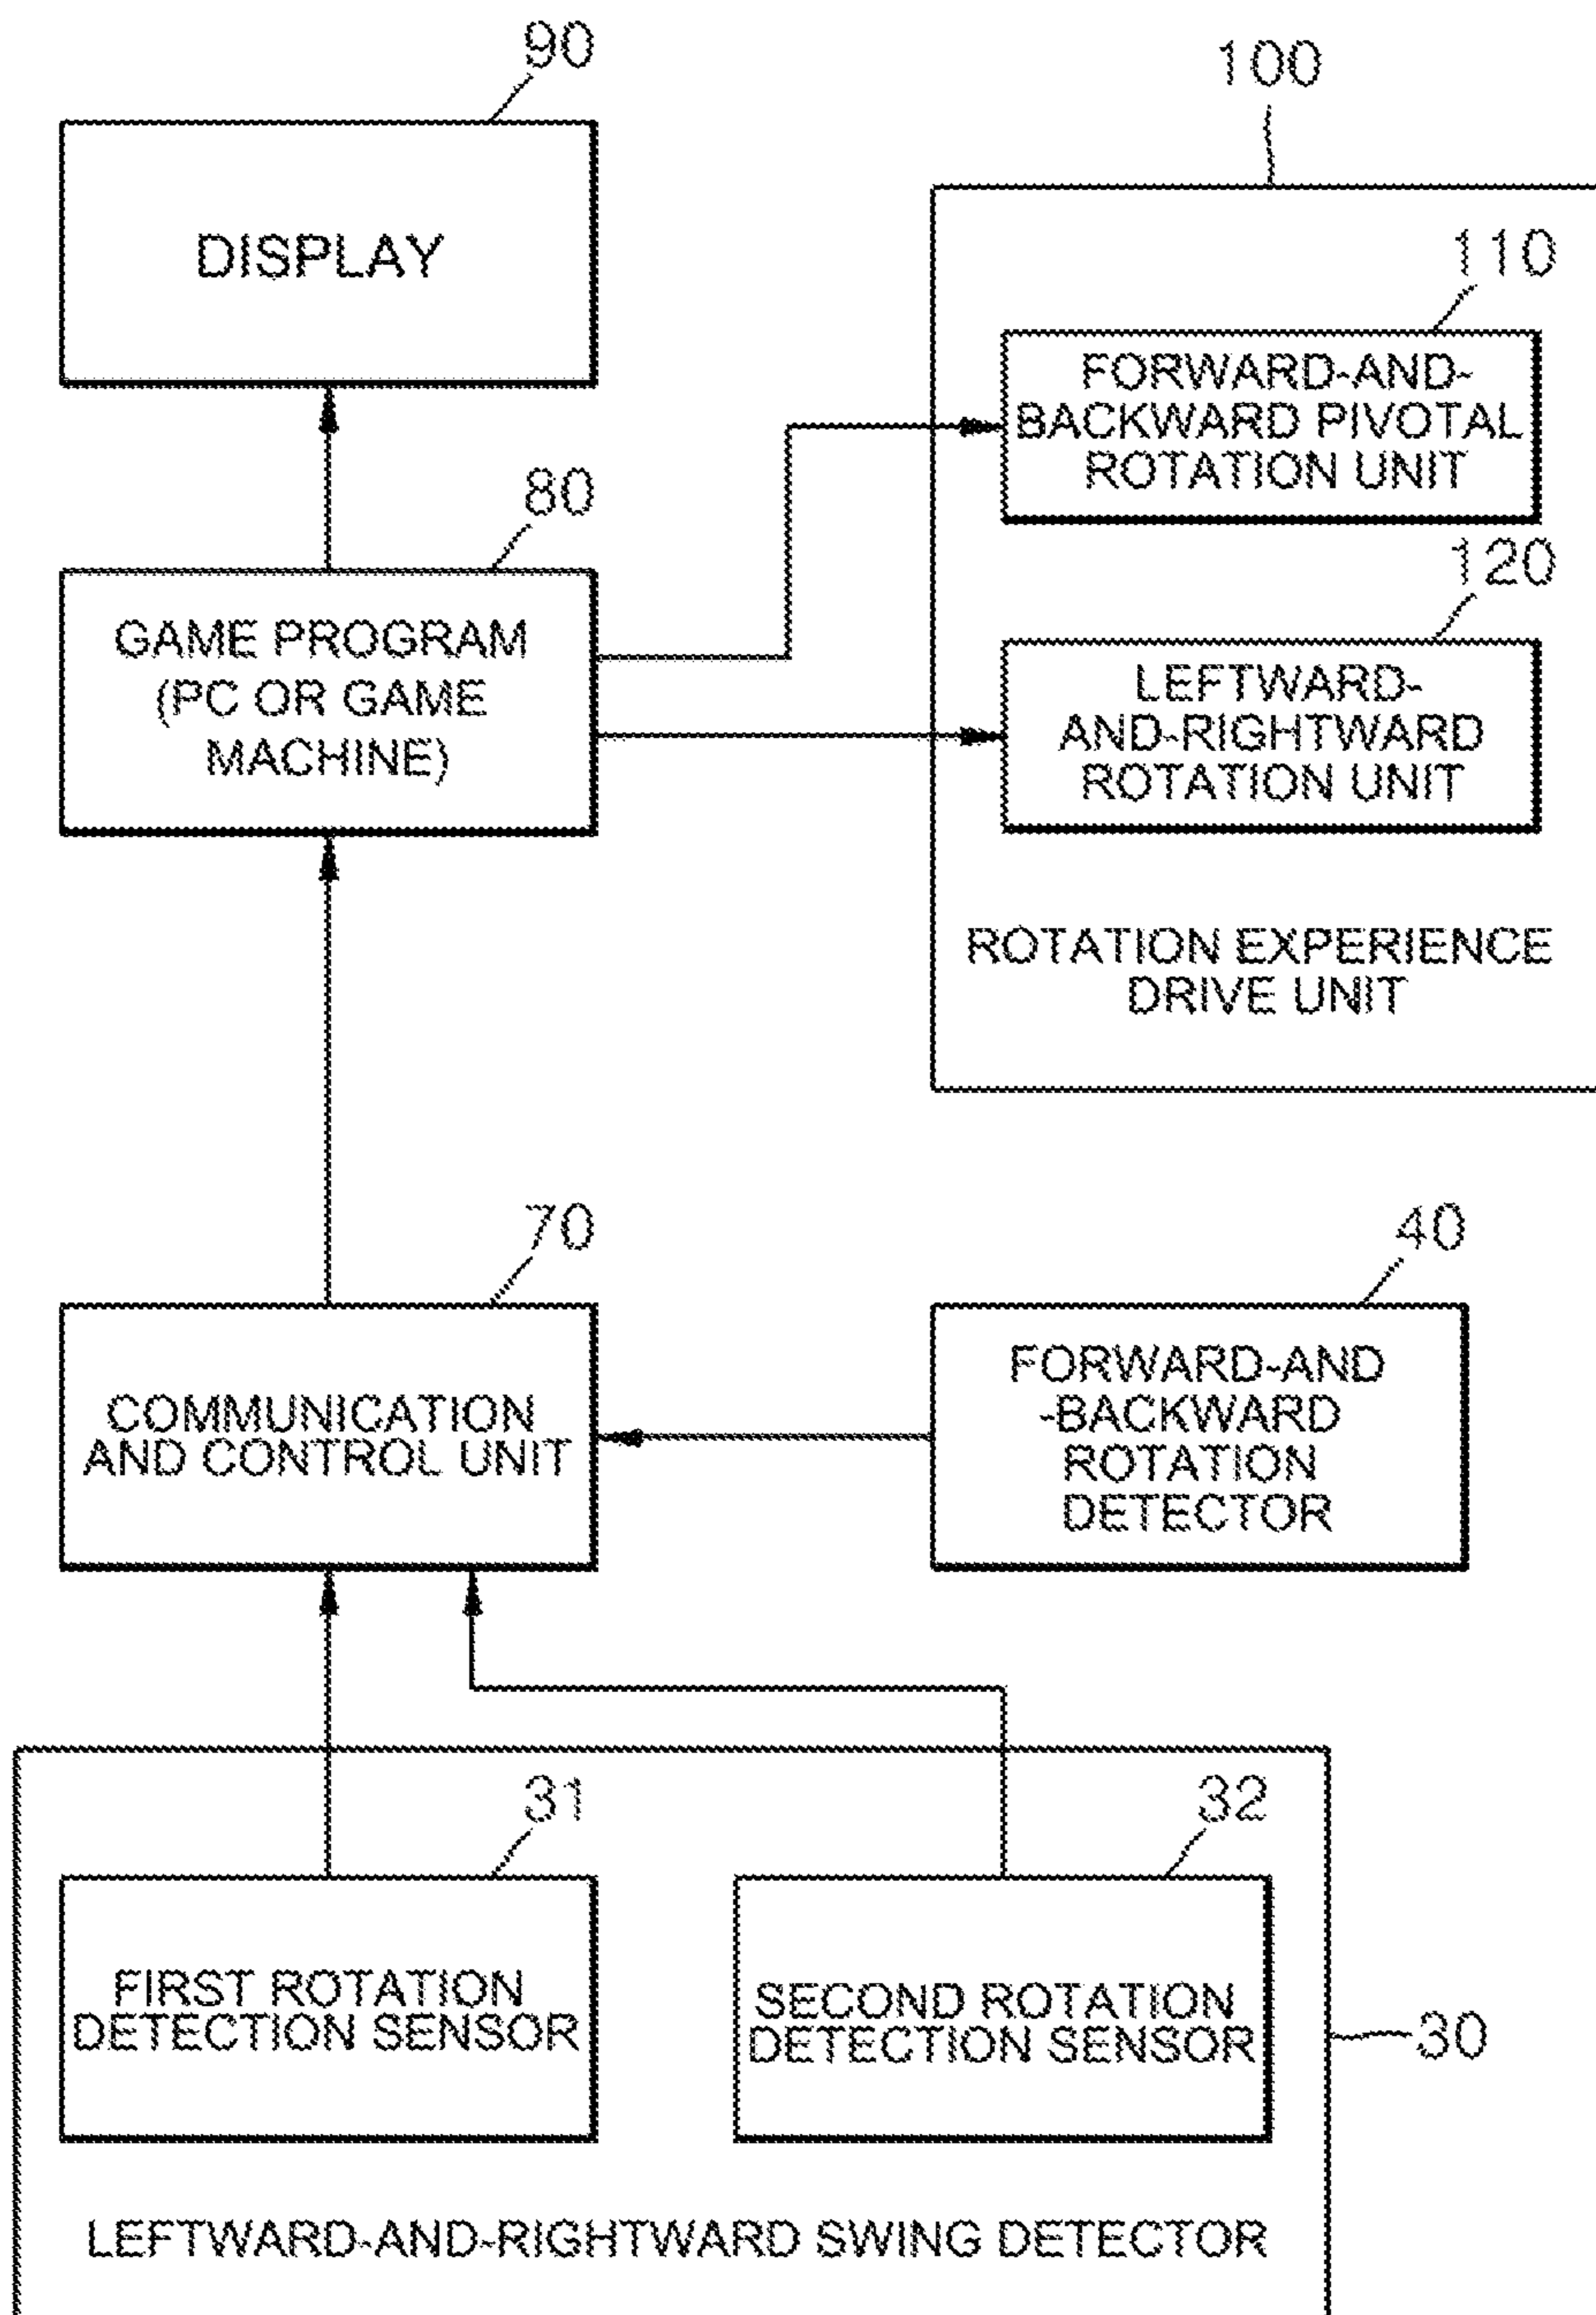 90
100
DISPLAY
110
FORWARD-AND-
BACKWARD PIVOTAL
ROTATION UNIT
80
GAME PROGRAM
(PC OR GAME
MACHINE)
120
LEFTWARD-
AND-RIGHTWARD
ROTATION UNIT
ROTATION EXPERIENCE
DRIVE UNIT
70
COMMUNICATION
AND CONTROL UNIT
40
FORWARD-AND
-BACKWARD
ROTATION
DETECTOR
31
FIRST ROTATION
DETECTION SENSOR
32
SECOND ROTATION
DETECTION SENSOR
30
LEFTWARD-AND-RIGHTWARD SWING DETECTOR